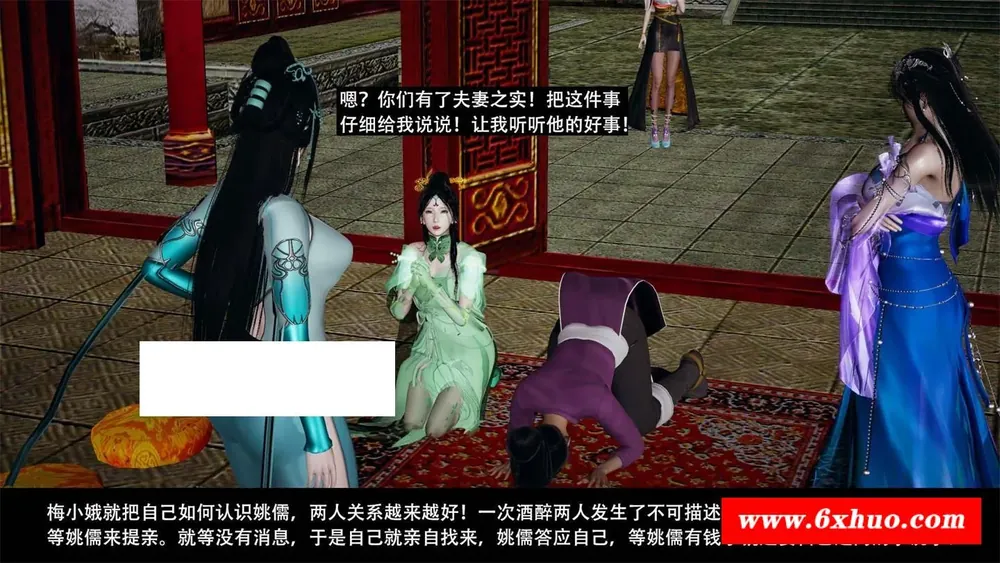 嗯？你们有了夫妻之实！把这件事
仔细给我说说！让我听听他的好事！
梅小娥就把自己如何认识姚儒，两人关系越来越好！一次酒醉两人发生了不可描述
www.6xhuo.com
等姚儒来提亲。就等没有消息，于是自己就亲自找来，姚儒答应自己，等姚儒有钱